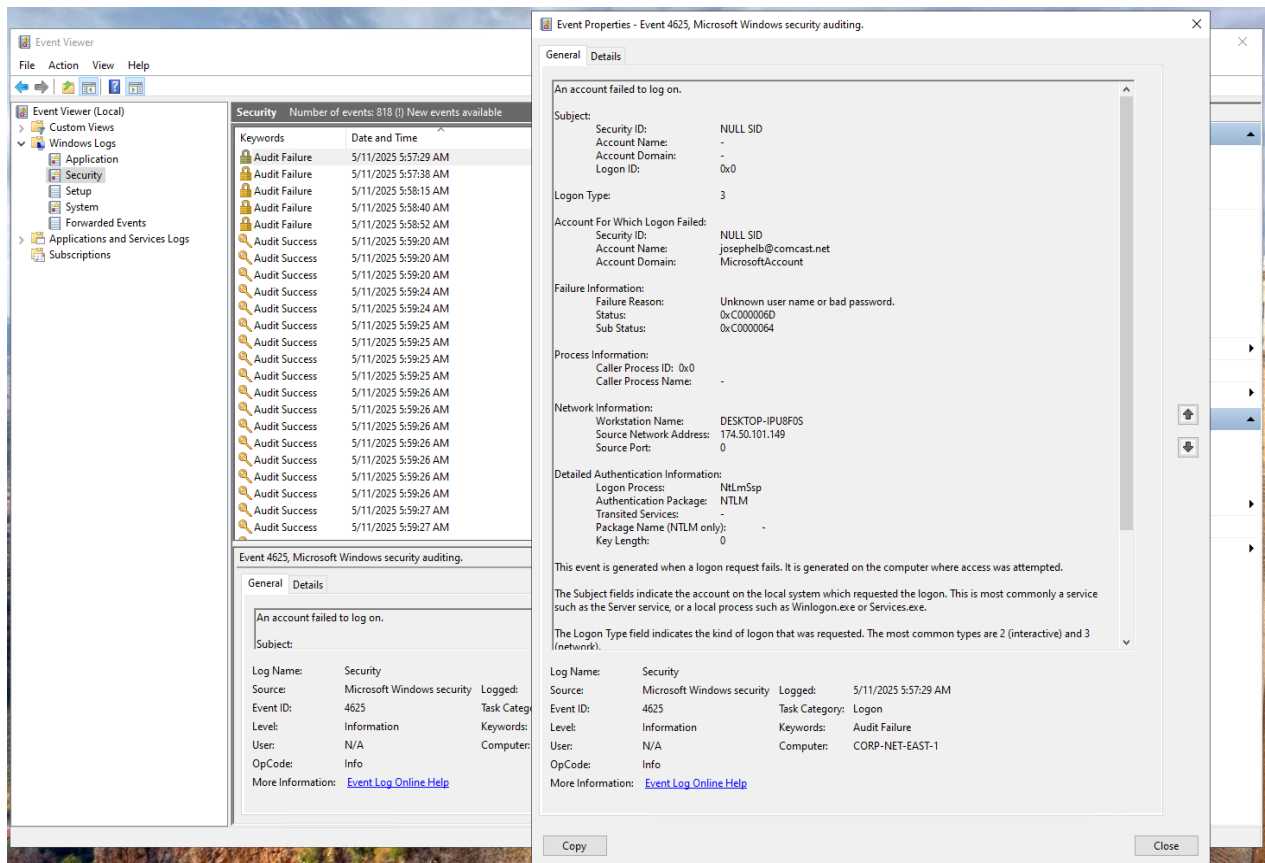 Event Viewer
File Action View Help
Event Viewer (Local)
Custom Views
Windows Logs
Application
Security
Setup
System
Forwarded Events
Applications and Services Logs
Subscriptions
Security Number of events: 818 (!) New events available
Keywords Date and Time
Audit Failure 5/11/2025 5:57:29 AM
Audit Failure 5/11/2025 5:57:38 AM
Audit Failure 5/11/2025 5:58:15 AM
Audit Failure 5/11/2025 5:58:40 AM
Audit Failure 5/11/2025 5:58:52 AM
Audit Success 5/11/2025 5:59:20 AM
Audit Success 5/11/2025 5:59:20 AM
Audit Success 5/11/2025 5:59:20 AM
Audit Success 5/11/2025 5:59:24 AM
Audit Success 5/11/2025 5:59:24 AM
Audit Success 5/11/2025 5:59:25 AM
Audit Success 5/11/2025 5:59:25 AM
Audit Success 5/11/2025 5:59:25 AM
Audit Success 5/11/2025 5:59:25 AM
Audit Success 5/11/2025 5:59:26 AM
Audit Success 5/11/2025 5:59:26 AM
Audit Success 5/11/2025 5:59:26 AM
Audit Success 5/11/2025 5:59:26 AM
Audit Success 5/11/2025 5:59:26 AM
Audit Success 5/11/2025 5:59:26 AM
Audit Success 5/11/2025 5:59:26 AM
Audit Success 5/11/2025 5:59:27 AM
Audit Success 5/11/2025 5:59:27 AM
Event 4625, Microsoft Windows security auditing.
General Details
An account failed to log on.
Subject:
Log Name: Security
Source: Microsoft Windows security Logged:
Event ID: 4625 Task Categ
Level: Information Keywords:
User: N/A Computer:
OpCode: Info
More Information: Event Log Online Help
Event Properties - Event 4625, Microsoft Windows security auditing.
General Details
An account failed to log on.
Subject:
Security ID: NULL SID
Account Name: -
Account Domain: -
Logon ID: 0x0
Logon Type: 3
Account For Which Logon Failed:
Security ID: NULL SID
Account Name: josephelb@comcast.net
Account Domain: MicrosoftAccount
Failure Information:
Failure Reason: Unknown user name or bad password.
Status: 0xC000006D
Sub Status: 0xC0000064
Process Information:
Caller Process ID: 0x0
Caller Process Name: -
Network Information:
Workstation Name: DESKTOP-IPU8F0S
Source Network Address: 174.50.101.149
Source Port: 0
Detailed Authentication Information:
Logon Process: NtLmSsp
Authentication Package: NTLM
Transited Services: -
Package Name (NTLM only): -
Key Length: 0
This event is generated when a logon request fails. It is generated on the computer where access was attempted.
The Subject fields indicate the account on the local system which requested the logon. This is most commonly a service
such as the Server service, or a local process such as Winlogon.exe or Services.exe.
The Logon Type field indicates the kind of logon that was requested. The most common types are 2 (interactive) and 3
(network).
Log Name: Security
Source: Microsoft Windows security Logged: 5/11/2025 5:57:29 AM
Event ID: 4625 Task Category: Logon
Level: Information Keywords: Audit Failure
User: N/A Computer: CORP-NET-EAST-1
OpCode: Info
More Information: Event Log Online Help
Copy Close